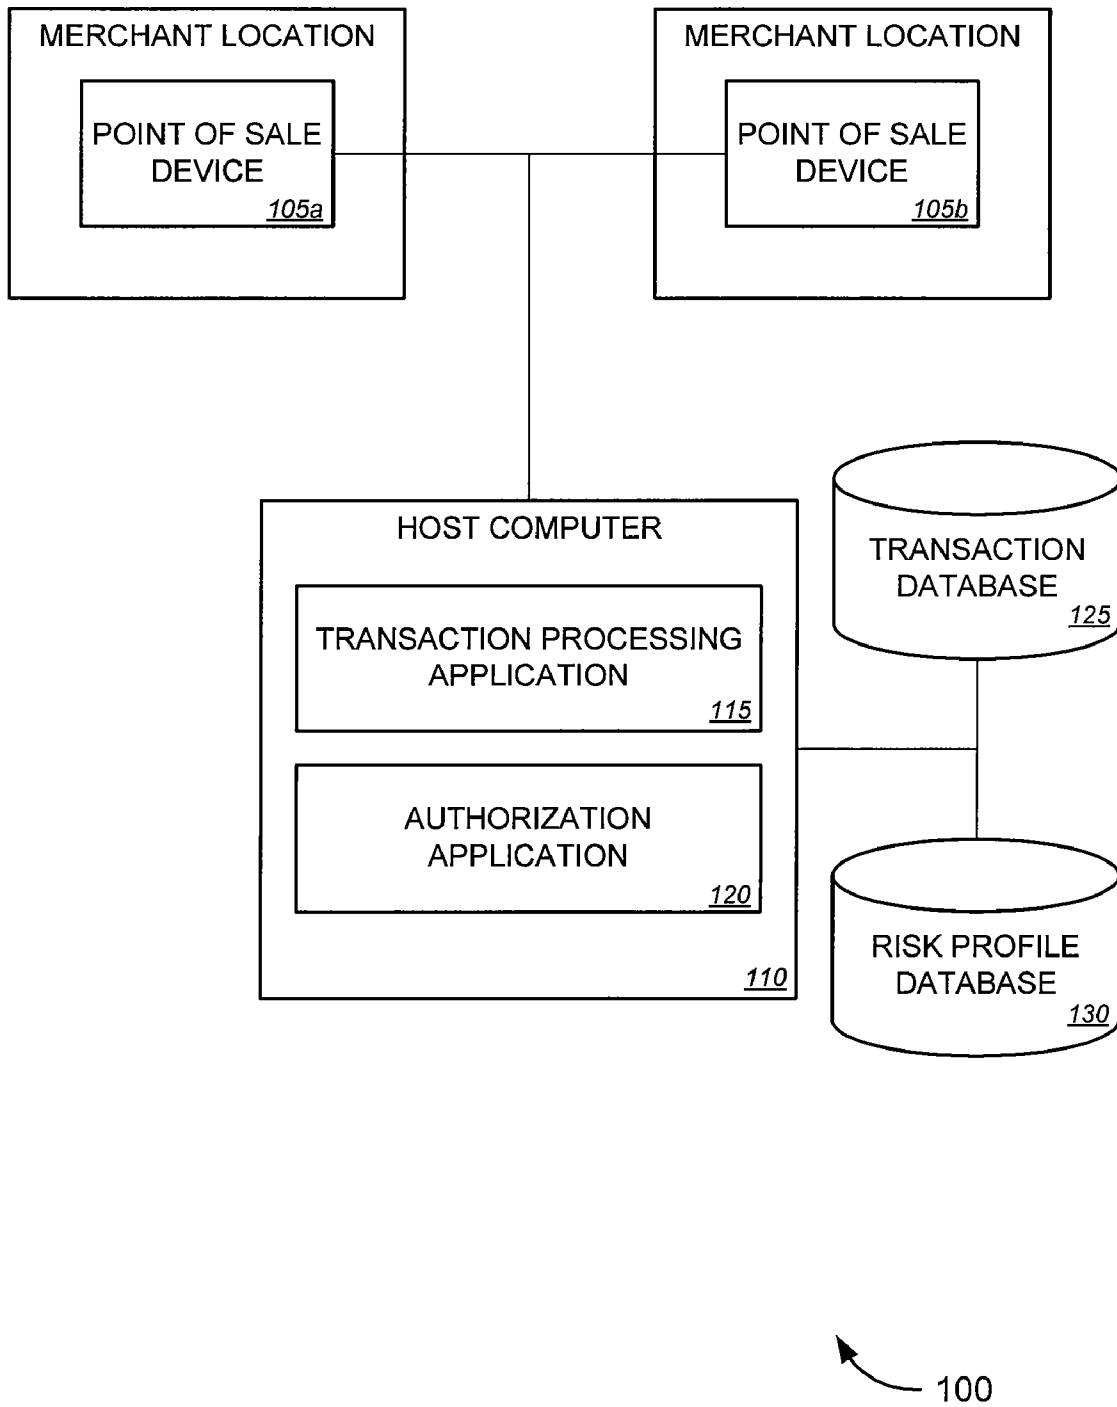 MERCHANT LOCATION
POINT OF SALE
DEVICE
105a
MERCHANT LOCATION
POINT OF SALE
DEVICE
105b
HOST COMPUTER
TRANSACTION PROCESSING
APPLICATION
115
AUTHORIZATION
APPLICATION
120
110
TRANSACTION
DATABASE
125
RISK PROFILE
DATABASE
130
100